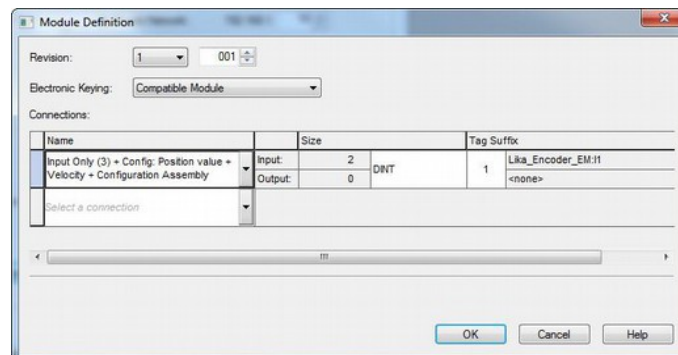 Module Definition
Revision: 1 001
Electronic Keying: Compatible Module
Connections:
Name Size Tag Suffix
Input Only (3) + Config: Position value + Velocity + Configuration Assembly
Input: 2 DINT 1 Lika_Encoder_EM:I1
Output: 0 <none>
Select a connection
OK Cancel Help